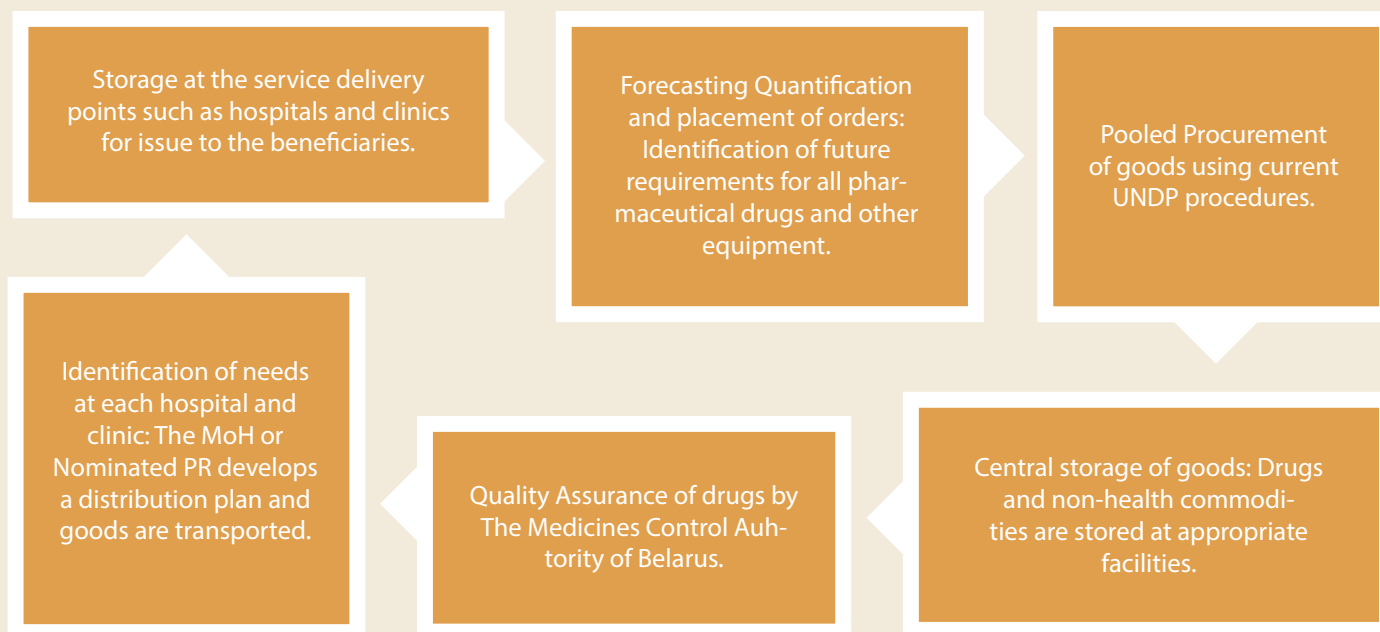 Storage at the service delivery
points such as hospitals and clinics
for issue to the beneficiaries.
Forecasting Quantification
and placement of orders:
Identification of future
requirements for all phar-
maceutical drugs and other
equipment.
Pooled Procurement
of goods using current
UNDP procedures.
Central storage of goods: Drugs
and non-health commodi-
ties are stored at appropriate
facilities.
Quality Assurance of drugs by
The Medicines Control Auh-
tority of Belarus.
Identification of needs
at each hospital and
clinic: The MoH or
Nominated PR develops
a distribution plan and
goods are transported.